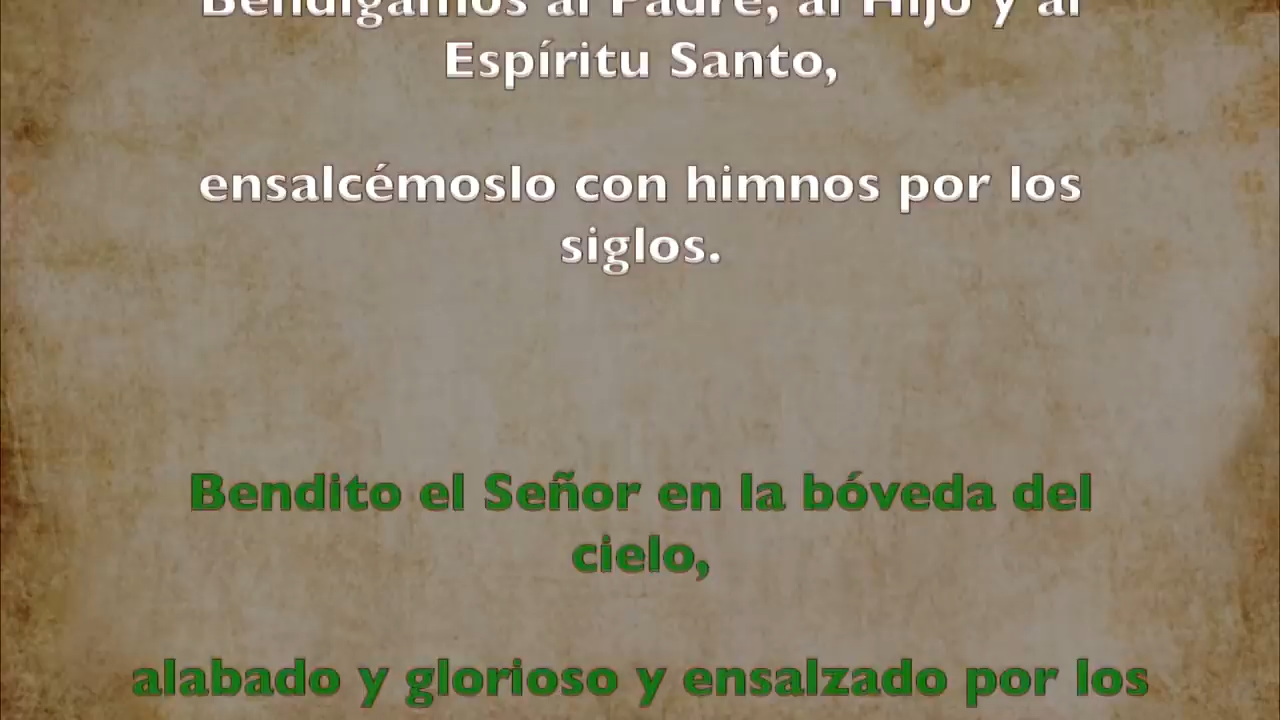 Bendigamos al Padre, al Hijo y al
Espíritu Santo,
ensalcémoslo con himnos por los
siglos.
Bendito el Señor en la bóveda del
cielo,
alabado y glorioso y ensalzado por los